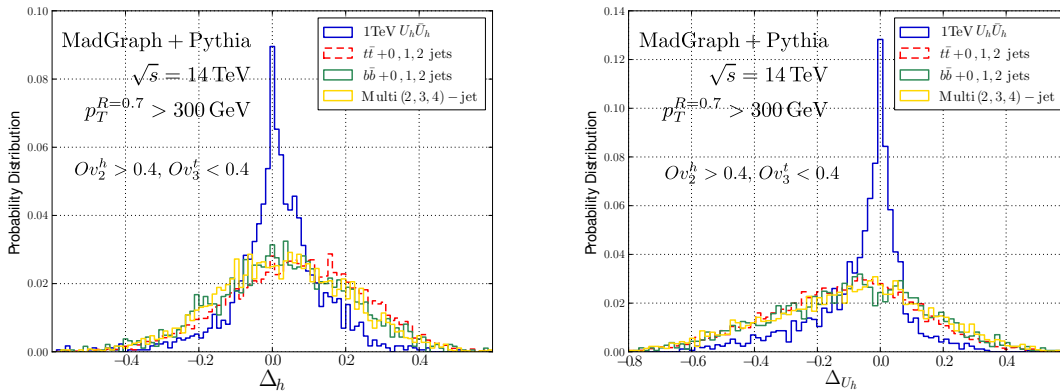 0.10
0.08
0.06
0.04
0.02
0.00
−0.4
−0.2
0.0
0.2
0.4
Probability Distribution
Δ_h
MadGraph + Pythia
√s = 14 TeV
p_T^{R=0.7} > 300 GeV
Ov_2^h > 0.4, Ov_3^t < 0.4
1TeV U_h Ū_h
tt̄ +0, 1, 2 jets
bb̄ +0, 1, 2 jets
Multi (2, 3, 4) − jet
0.14
0.12
0.10
0.08
0.06
0.04
0.02
0.00
−0.8
−0.6
−0.4
−0.2
0.0
0.2
0.4
Probability Distribution
Δ_{U_h}
MadGraph + Pythia
√s = 14 TeV
p_T^{R=0.7} > 300 GeV
Ov_2^h > 0.4, Ov_3^t < 0.4
1TeV U_h Ū_h
tt̄ +0, 1, 2 jets
bb̄ +0, 1, 2 jets
Multi (2, 3, 4) − jet